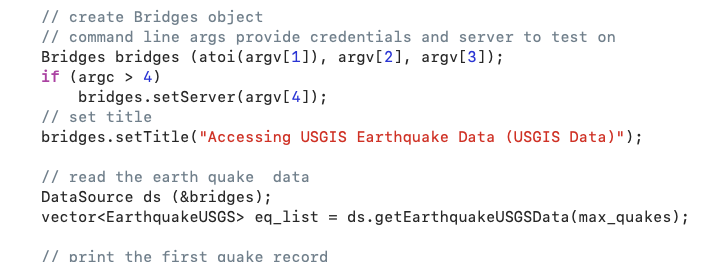 // create Bridges object
// command line args provide credentials and server to test on
Bridges bridges (atoi(argv[1]), argv[2], argv[3]);
if (argc > 4)
    bridges.setServer(argv[4]);
// set title
bridges.setTitle("Accessing USGIS Earthquake Data (USGIS Data)");

// read the earth quake  data
DataSource ds (&bridges);
vector<EarthquakeUSGS> eq_list = ds.getEarthquakeUSGSData(max_quakes);

// print the first quake record